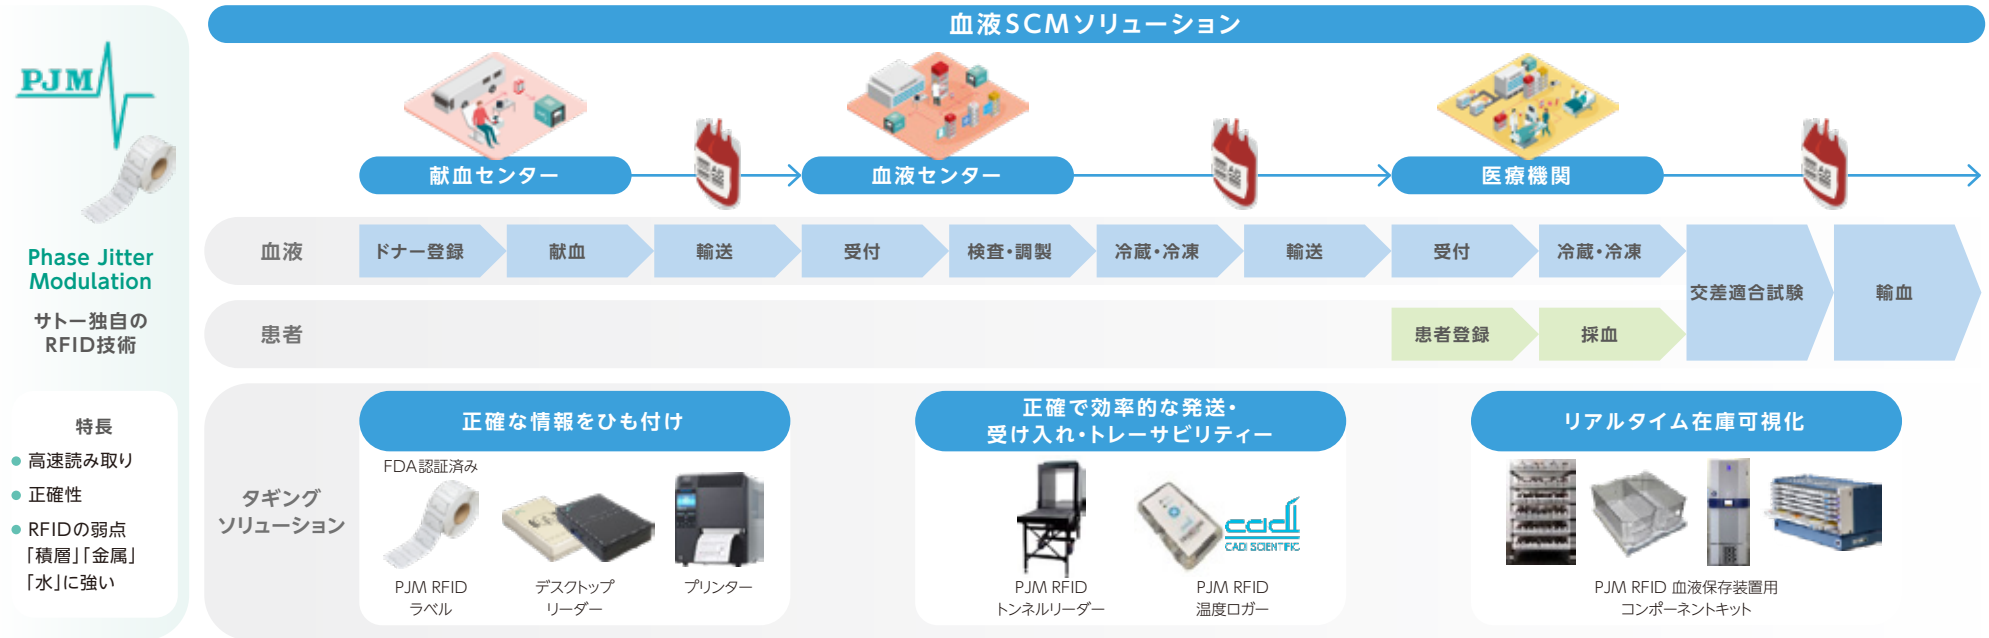 血液SCMソリューション
PJM
Phase Jitter
Modulation
サトー独自の
RFID技術
特長
高速読み取り
正確性
RFIDの弱点
「積層」「金属」
「水」に強い
献血センター
血液センター
医療機関
血液
ドナー登録
献血
輸送
受付
検査・調製
冷蔵・冷凍
輸送
受付
冷蔵・冷凍
交差適合試験
輸血
患者
患者登録
採血
タギング
ソリューション
正確な情報をひも付け
FDA認証済み
PJM RFID
ラベル
デスクトップ
リーダー
プリンター
正確で効率的な発送・
受け入れ・トレーサビリティー
PJM RFID
トンネルリーダー
cadi
CADI SCIENTIFIC
PJM RFID
温度ロガー
リアルタイム在庫可視化
PJM RFID 血液保存装置用
コンポーネントキット